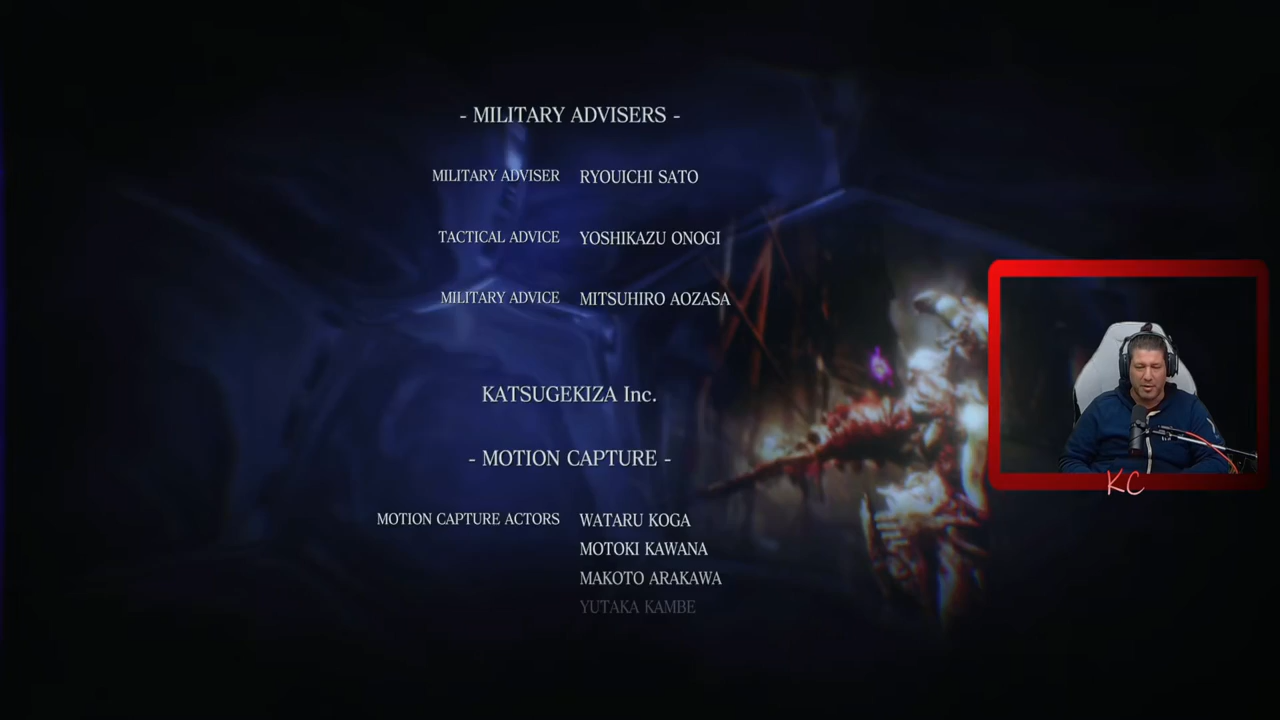 - MILITARY ADVISERS -
MILITARY ADVISER RYOUICHI SATO
TACTICAL ADVICE YOSHIKAZU ONOGI
MILITARY ADVICE MITSUHIRO AOZASA
KATSUGEKIZA Inc.
- MOTION CAPTURE -
MOTION CAPTURE ACTORS WATARU KOGA
MOTOKI KAWANA
MAKOTO ARAKAWA
YUTAKA KAMBE
KC